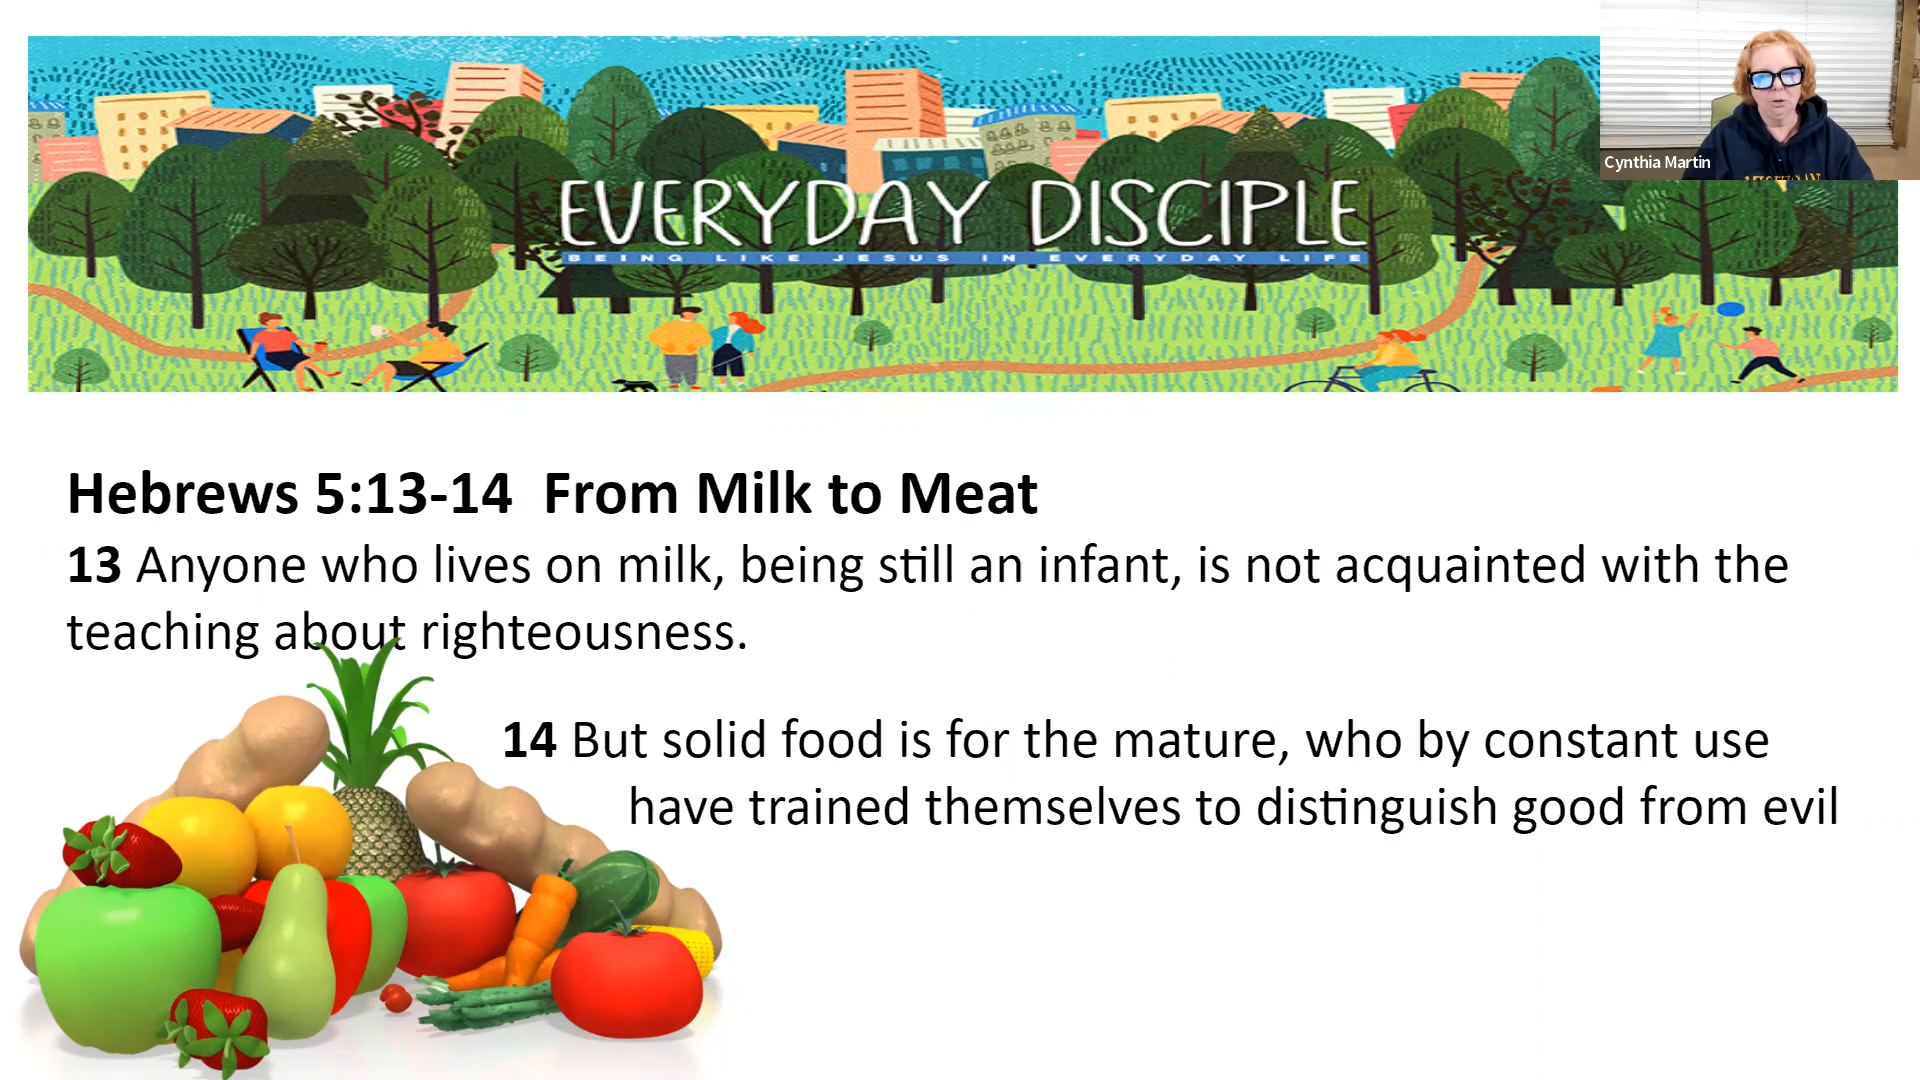 Cynthia Martin
EVERYDAY DISCIPLE
BEING LIKE JESUS IN EVERYDAY LIFE
Hebrews 5:13-14 From Milk to Meat
13 Anyone who lives on milk, being still an infant, is not acquainted with the
teaching about righteousness.
14 But solid food is for the mature, who by constant use
have trained themselves to distinguish good from evil